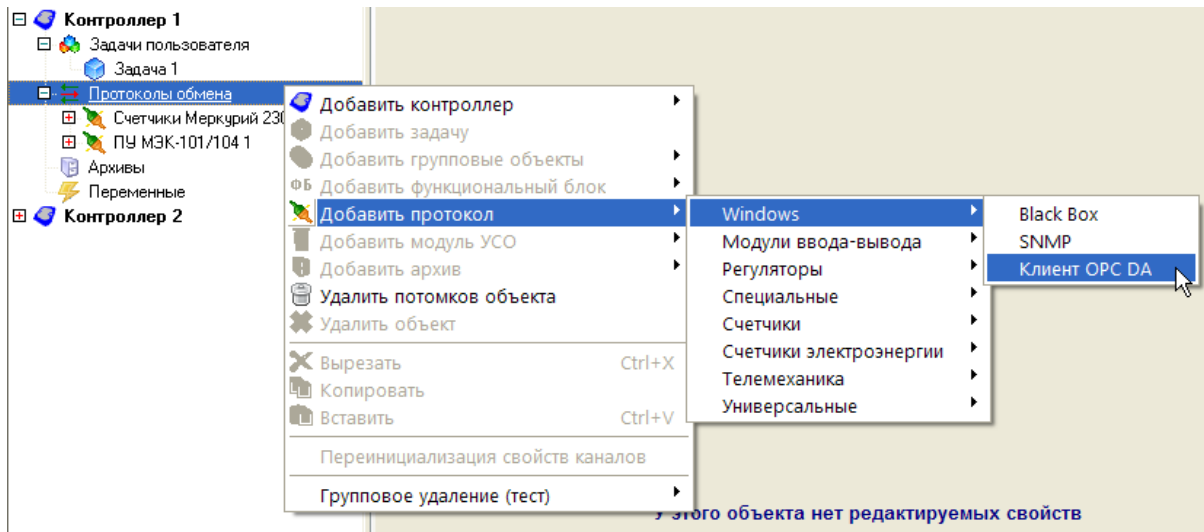 Контроллер 1
Задачи пользователя
Задача 1
Протоколы обмена
Счетчики Меркурий 230
ПУ МЭК-101/104 1
Архивы
Переменные
Контроллер 2
Добавить контроллер
Добавить задачу
Добавить групповые объекты
ФБ Добавить функциональный блок
Добавить протокол
Добавить модуль УСО
Добавить архив
Удалить потомков объекта
Удалить объект
Вырезать Ctrl+X
Копировать
Вставить Ctrl+V
Переинициализация свойств каналов
Групповое удаление (тест)
Windows
Модули ввода-вывода
Регуляторы
Специальные
Счетчики
Счетчики электроэнергии
Телемеханика
Универсальные
Black Box
SNMP
Клиент OPC DA
У этого объекта нет редактируемых свойств